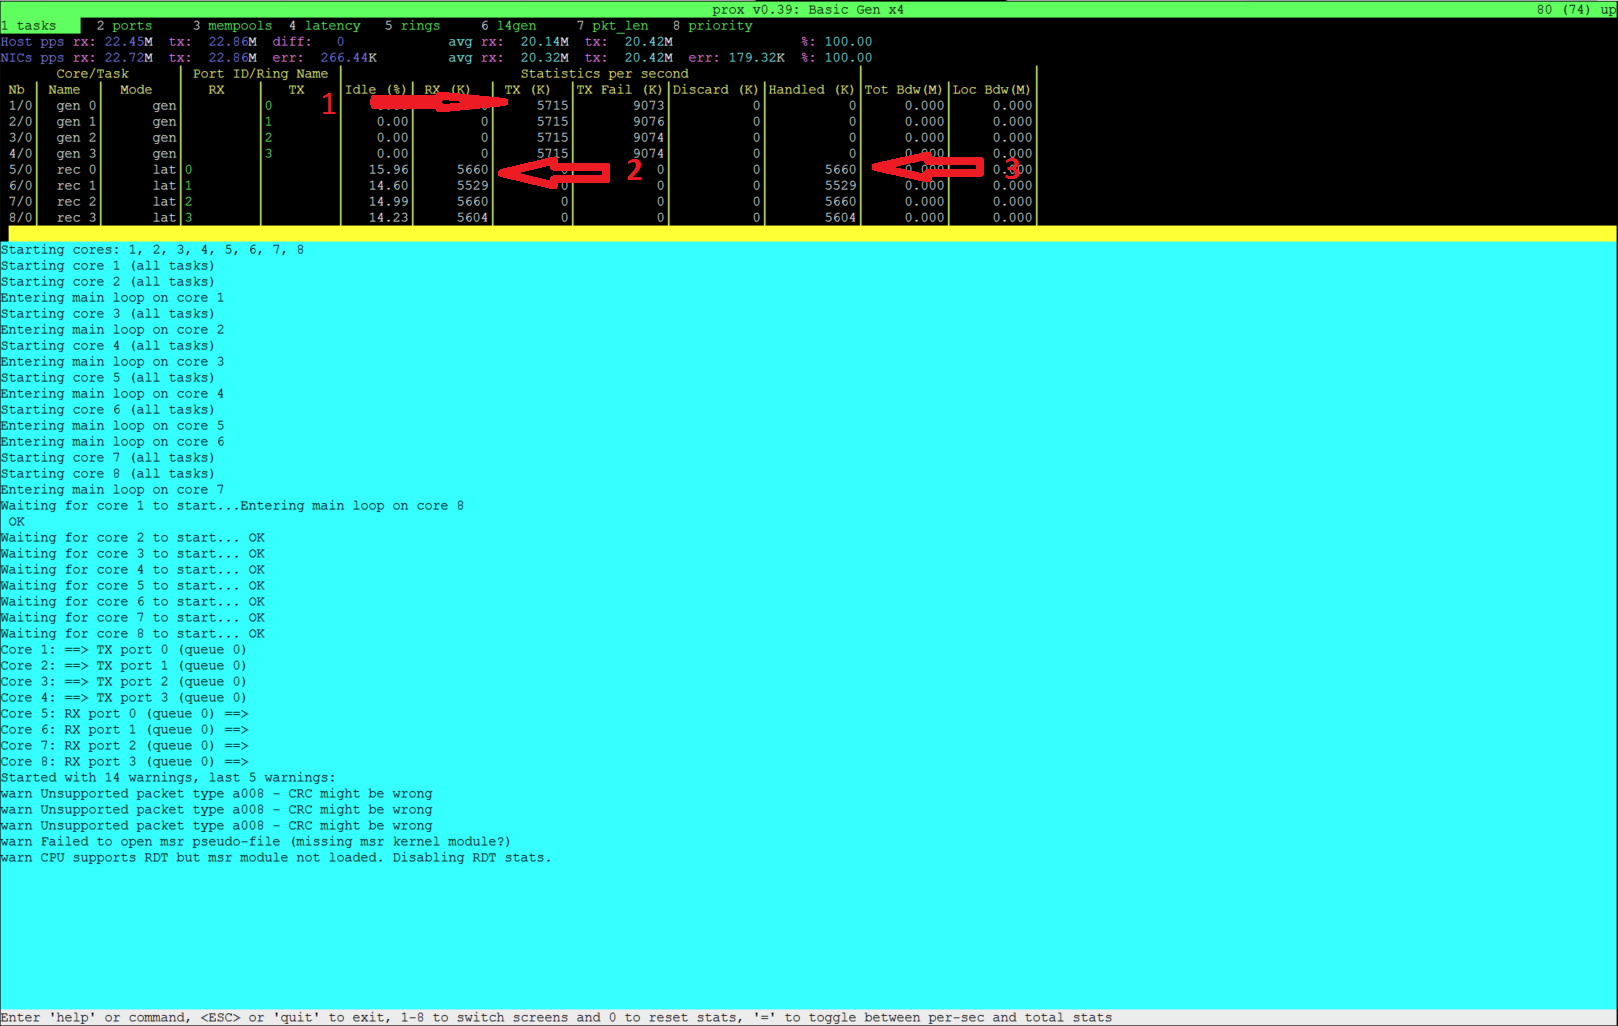 prox v0.39: Basic Gen x4 80 (74) up
1 tasks 2 ports 3 mempools 4 latency 5 rings 6 l4gen 7 pkt_len 8 priority
Host pps rx: 22.45M tx: 22.86M diff: 0 avg rx: 20.14M tx: 20.42M %: 100.00
NICs pps rx: 22.72M tx: 22.86M err: 266.44K avg rx: 20.32M tx: 20.42M err: 179.32K %: 100.00
Core/Task Port ID/Ring Name Statistics per second
Nb Name Mode RX TX Idle (%) RX (K) TX (K) TX Fail (K) Discard (K) Handled (K) Tot Bdw(M) Loc Bdw(M)
1/0 gen 0 gen 0 1 5715 9073 0 0 0.000 0.000
2/0 gen 1 gen 1 0.00 0 5715 9076 0 0 0.000 0.000
3/0 gen 2 gen 2 0.00 0 5715 9074 0 0 0.000 0.000
4/0 gen 3 gen 3 0.00 0 5715 9074 0 0 0.000 0.000
5/0 rec 0 lat 0 15.96 5660 2 0 0 5660 3
6/0 rec 1 lat 1 14.60 5529 0 0 0 5529 0.000 0.000
7/0 rec 2 lat 2 14.99 5660 0 0 0 5660 0.000 0.000
8/0 rec 3 lat 3 14.23 5604 0 0 0 5604 0.000 0.000
Starting cores: 1, 2, 3, 4, 5, 6, 7, 8
Starting core 1 (all tasks)
Starting core 2 (all tasks)
Entering main loop on core 1
Starting core 3 (all tasks)
Entering main loop on core 2
Starting core 4 (all tasks)
Entering main loop on core 3
Starting core 5 (all tasks)
Entering main loop on core 4
Starting core 6 (all tasks)
Entering main loop on core 5
Entering main loop on core 6
Starting core 7 (all tasks)
Starting core 8 (all tasks)
Entering main loop on core 7
Waiting for core 1 to start...Entering main loop on core 8
OK
Waiting for core 2 to start... OK
Waiting for core 3 to start... OK
Waiting for core 4 to start... OK
Waiting for core 5 to start... OK
Waiting for core 6 to start... OK
Waiting for core 7 to start... OK
Waiting for core 8 to start... OK
Core 1: ==> TX port 0 (queue 0)
Core 2: ==> TX port 1 (queue 0)
Core 3: ==> TX port 2 (queue 0)
Core 4: ==> TX port 3 (queue 0)
Core 5: RX port 0 (queue 0) ==>
Core 6: RX port 1 (queue 0) ==>
Core 7: RX port 2 (queue 0) ==>
Core 8: RX port 3 (queue 0) ==>
Started with 14 warnings, last 5 warnings:
warn Unsupported packet type a008 - CRC might be wrong
warn Unsupported packet type a008 - CRC might be wrong
warn Unsupported packet type a008 - CRC might be wrong
warn Failed to open msr pseudo-file (missing msr kernel module?)
warn CPU supports RDT but msr module not loaded. Disabling RDT stats.
Enter 'help' or command, <ESC> or 'quit' to exit, 1-8 to switch screens and 0 to reset stats, '=' to toggle between per-sec and total stats